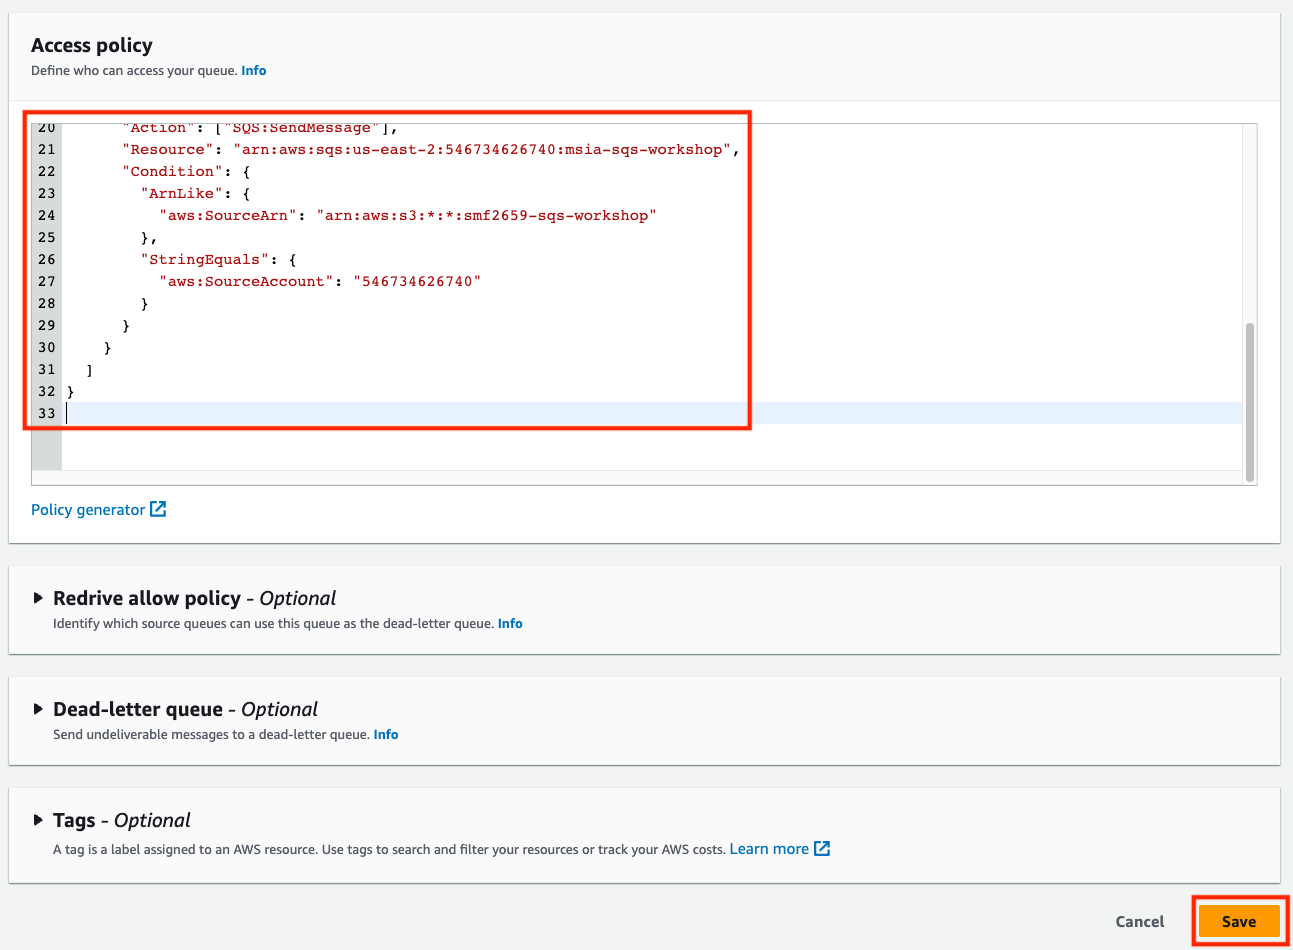 Access policy
Define who can access your queue. Info
20 "Action": ["SQS:SendMessage"],
21 "Resource": "arn:aws:sqs:us-east-2:546734626740:msia-sqs-workshop",
22 "Condition": {
23 "ArnLike": {
24 "aws:SourceArn": "arn:aws:s3:*:*:smf2659-sqs-workshop"
25 },
26 "StringEquals": {
27 "aws:SourceAccount": "546734626740"
28 }
29 }
30 }
31 ]
32 }
33
Policy generator
Redrive allow policy - Optional
Identify which source queues can use this queue as the dead-letter queue. Info
Dead-letter queue - Optional
Send undeliverable messages to a dead-letter queue. Info
Tags - Optional
A tag is a label assigned to an AWS resource. Use tags to search and filter your resources or track your AWS costs. Learn more
Cancel Save